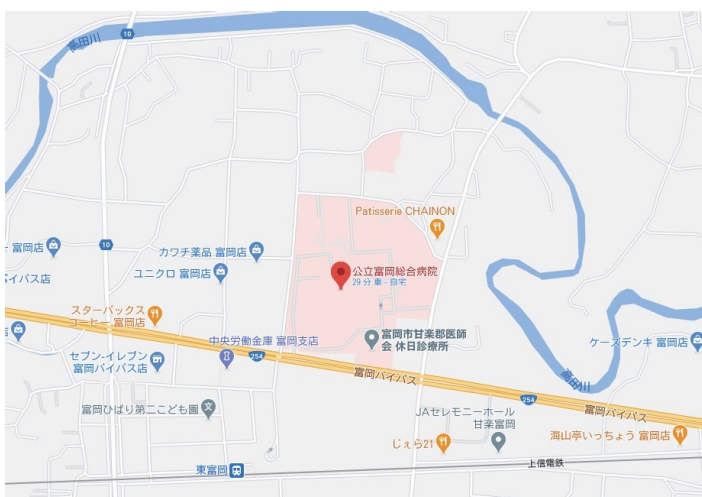 高田川
10
Patisserie CHAINON
10
富岡店
カワチ薬品 富岡店
バイパス店
ユニクロ 富岡店
公立富岡総合病院
29 分 車 - 自宅
スターバックス
コーヒー 富岡店
店
中央労働金庫 富岡支店
富岡市甘楽郡医師
会 休日診療所
ケーズデンキ 富岡店
セブン-イレブン
富岡バイパス店
254
富岡バイパス
高田川
254
富岡バイパス
富岡ひばり第二こども園
JAセレモニーホール
甘楽富岡
じぇら21
海山亭いっちょう 富岡店
東富岡
上信電鉄